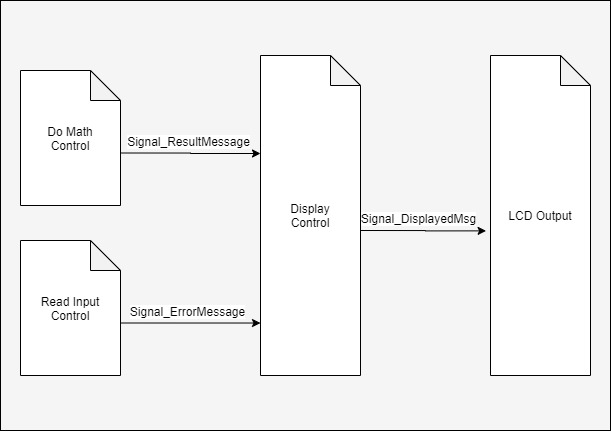 Do Math
Control
Signal_ResultMessage
Read Input
Control
Signal_ErrorMessage
Display
Control
Signal_DisplayedMsg
LCD Output